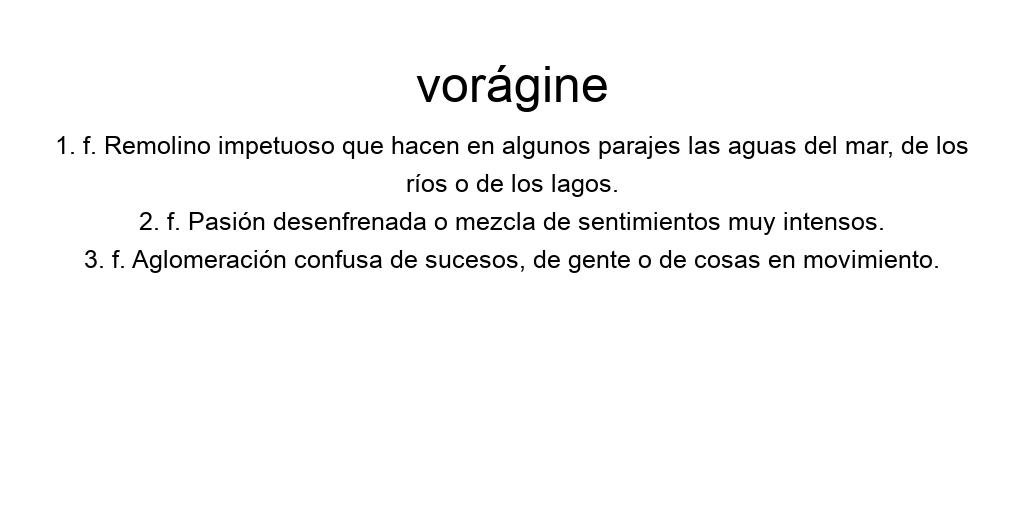 vorágine
1. f. Remolino impetuoso que hacen en algunos parajes las aguas del mar, de los
ríos o de los lagos.
2. f. Pasión desenfrenada o mezcla de sentimientos muy intensos.
3. f. Aglomeración confusa de sucesos, de gente o de cosas en movimiento.